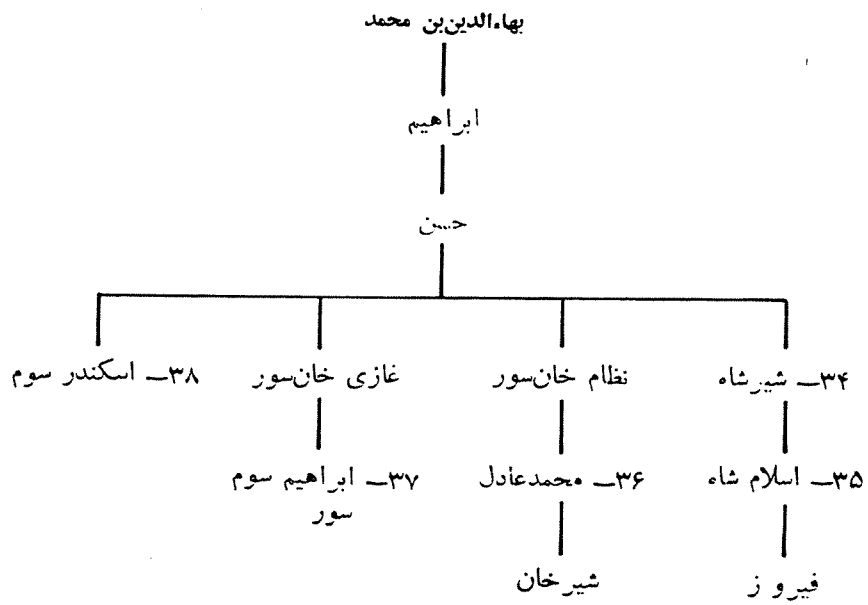 بهاءالدین‌بن محمد
ابراهیم
حسن
۳۴ـ شیرشاه
نظام خان‌سور
غازی خان‌سور
۳۸ـ اسکندر سوم
۳۵ـ اسلام شاه
۳۶ـ محمدعادل
۳۷ـ ابراهیم سوم
سور
فیروز
شیرخان